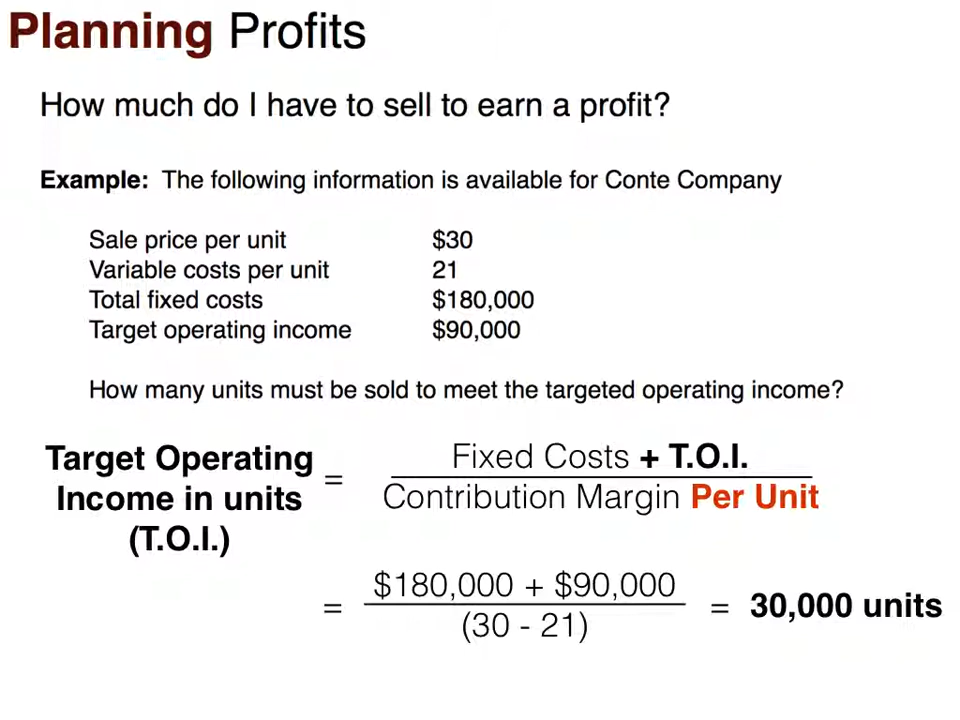 Planning Profits
How much do I have to sell to earn a profit?
Example: The following information is available for Conte Company
Sale price per unit $30
Variable costs per unit 21
Total fixed costs $180,000
Target operating income $90,000
How many units must be sold to meet the targeted operating income?
Target Operating
Income in units
(T.O.I.)
= Fixed Costs + T.O.I.
Contribution Margin Per Unit
= $180,000 + $90,000
(30 - 21)
= 30,000 units